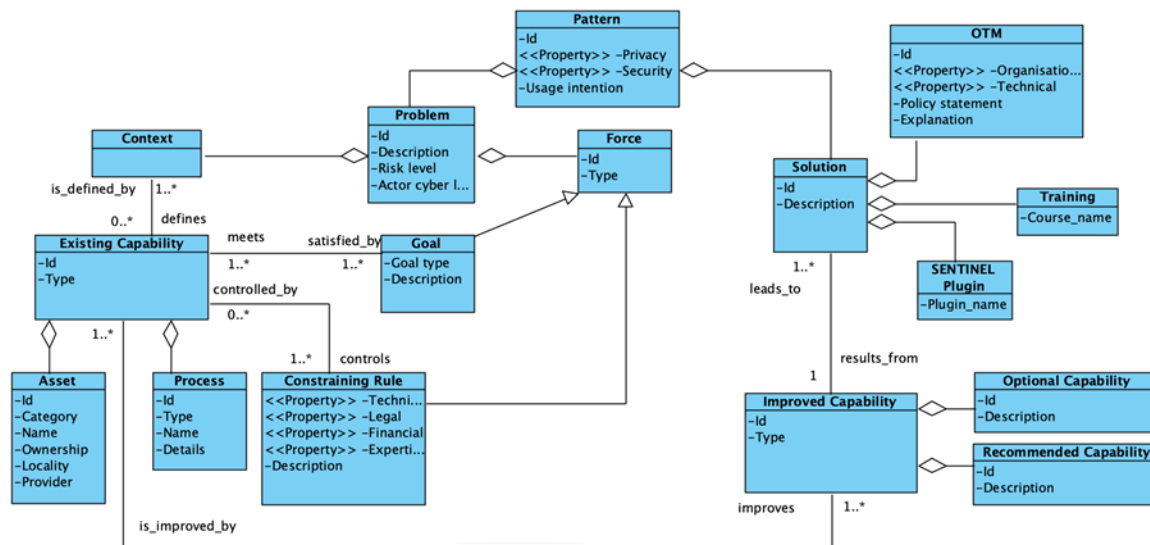 Pattern
-Id
<<Property>> -Privacy
<<Property>> -Security
-Usage intention
OTM
-Id
<<Property>> -Organisatio...
<<Property>> -Technical
-Policy statement
-Explanation
Problem
-Id
-Description
-Risk level
-Actor cyber l...
Context
Force
-Id
-Type
Solution
-Id
-Description
Training
-Course_name
SENTINEL
Plugin
-Plugin_name
is_defined_by
1..*
0..*
defines
Existing Capability
-Id
-Type
meets
1..*
satisfied_by
1..*
Goal
-Goal type
-Description
controlled_by
0..*
1..*
controls
1..*
leads_to
1..*
results_from
1
Asset
-Id
-Category
-Name
-Ownership
-Locality
-Provider
Process
-Id
-Type
-Name
-Details
Constraining Rule
<<Property>> -Techni...
<<Property>> -Legal
<<Property>> -Financial
<<Property>> -Experti...
-Description
Improved Capability
-Id
-Type
Optional Capability
-Id
-Description
Recommended Capability
-Id
-Description
is_improved_by
improves
1..*